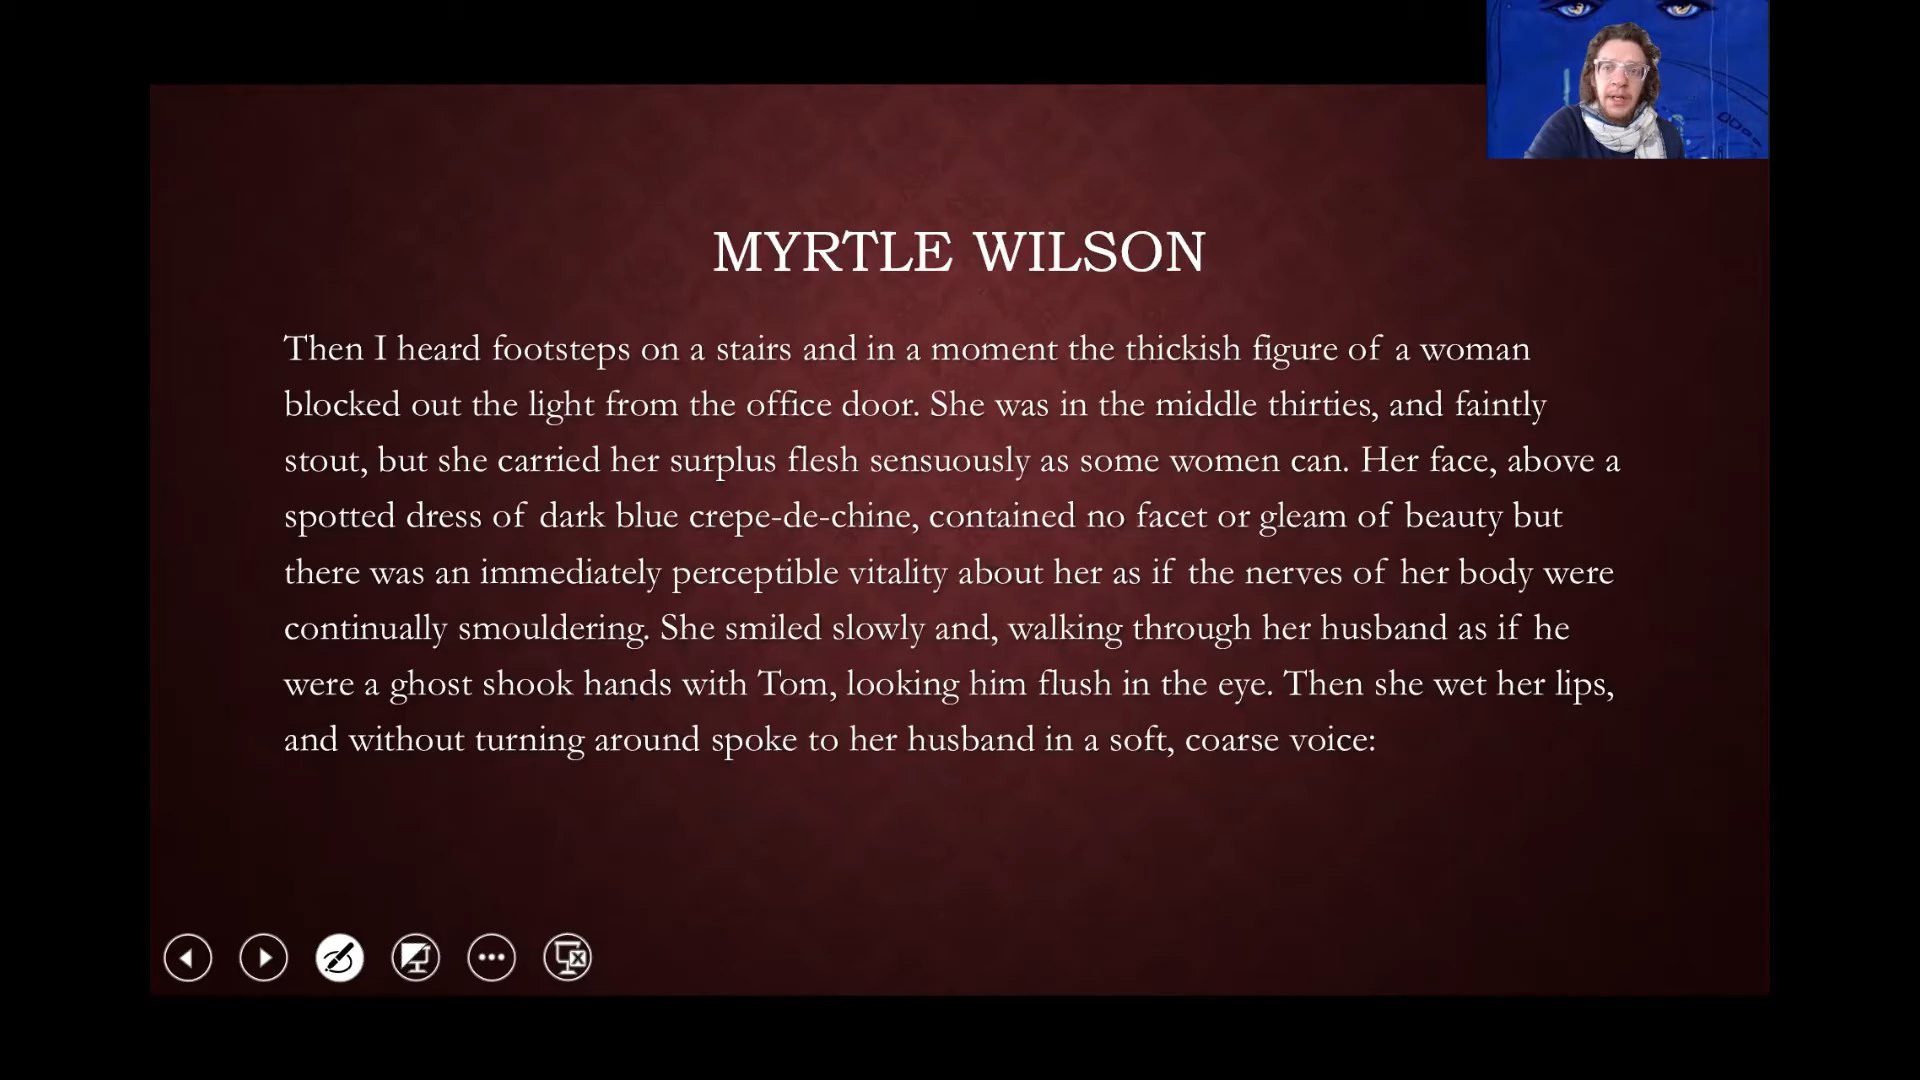 MYRTLE WILSON
Then I heard footsteps on a stairs and in a moment the thickish figure of a woman
blocked out the light from the office door. She was in the middle thirties, and faintly
stout, but she carried her surplus flesh sensuously as some women can. Her face, above a
spotted dress of dark blue crepe-de-chine, contained no facet or gleam of beauty but
there was an immediately perceptible vitality about her as if the nerves of her body were
continually smouldering. She smiled slowly and, walking through her husband as if he
were a ghost shook hands with Tom, looking him flush in the eye. Then she wet her lips,
and without turning around spoke to her husband in a soft, coarse voice: